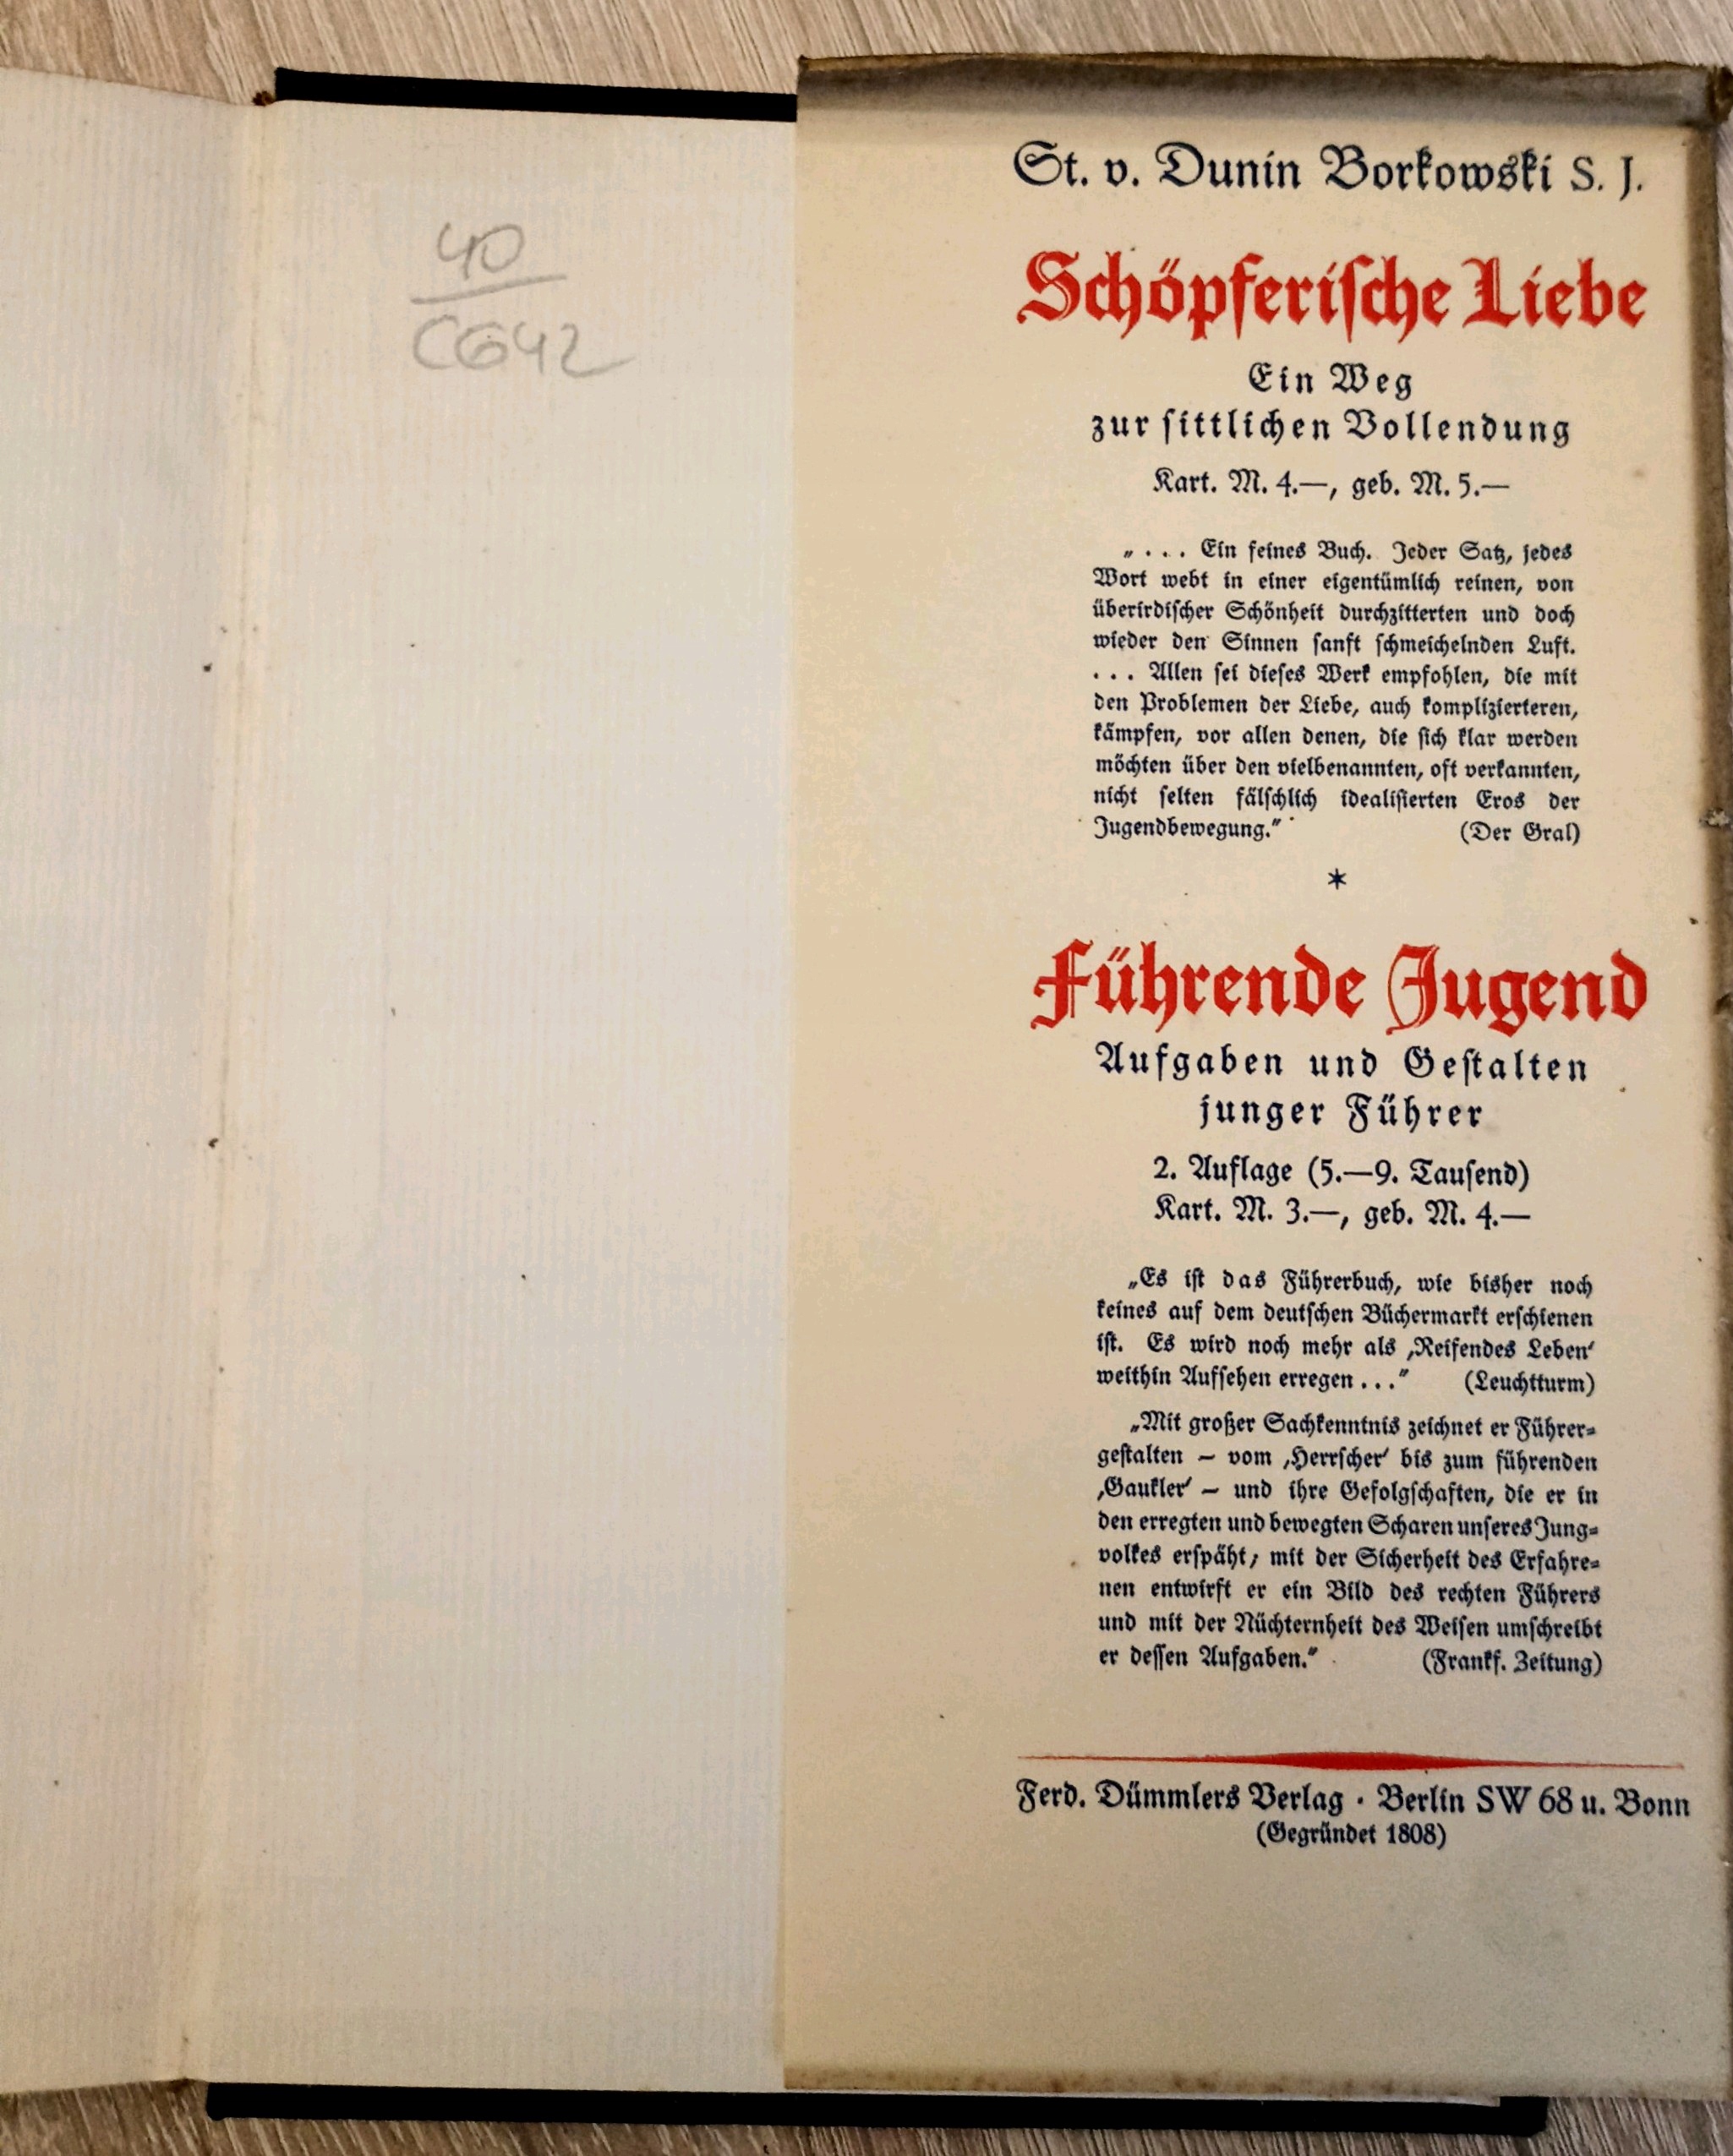 40
CG42
St. v. Dunin Borkowski S. J.
Schöpferiſche Liebe
Ein Weg
zur ſittlichen Vollendung
Kart. M. 4.—, geb. M. 5.—
„. . . Ein feines Buch. Jeder Satz, jedes
Wort webt in einer eigentümlich reinen, von
überirdiſcher Schönheit durchzitterten und doch
wieder den Sinnen ſanft ſchmeichelnden Luft.
. . . Allen ſei dieſes Werk empfohlen, die mit
den Problemen der Liebe, auch komplizierteren,
kämpfen, vor allen denen, die ſich klar werden
möchten über den vielbenannten, oft verkannten,
nicht ſelten fälſchlich idealiſierten Eros der
Jugendbewegung.“ (Der Gral)
*
Führende Jugend
Aufgaben und Geſtalten
junger Führer
2. Auflage (5.—9. Tauſend)
Kart. M. 3.—, geb. M. 4.—
„Es iſt das Führerbuch, wie bisher noch
keines auf dem deutſchen Büchermarkt erſchienen
iſt. Es wird noch mehr als ‚Reifendes Leben‘
weithin Aufſehen erregen . . .“ (Leuchtturm)
„Mit großer Sachkenntnis zeichnet er Führer⸗
geſtalten – vom ‚Herrſcher‘ bis zum führenden
‚Gaukler‘ – und ihre Gefolgſchaften, die er in
den erregten und bewegten Scharen unſeres Jung⸗
volkes erſpäht; mit der Sicherheit des Erfahre⸗
nen entwirft er ein Bild des rechten Führers
und mit der Nüchternheit des Weiſen umſchreibt
er deſſen Aufgaben.“ (Frankf. Zeitung)
Ferd. Dümmlers Verlag · Berlin SW 68 u. Bonn
(Gegründet 1808)